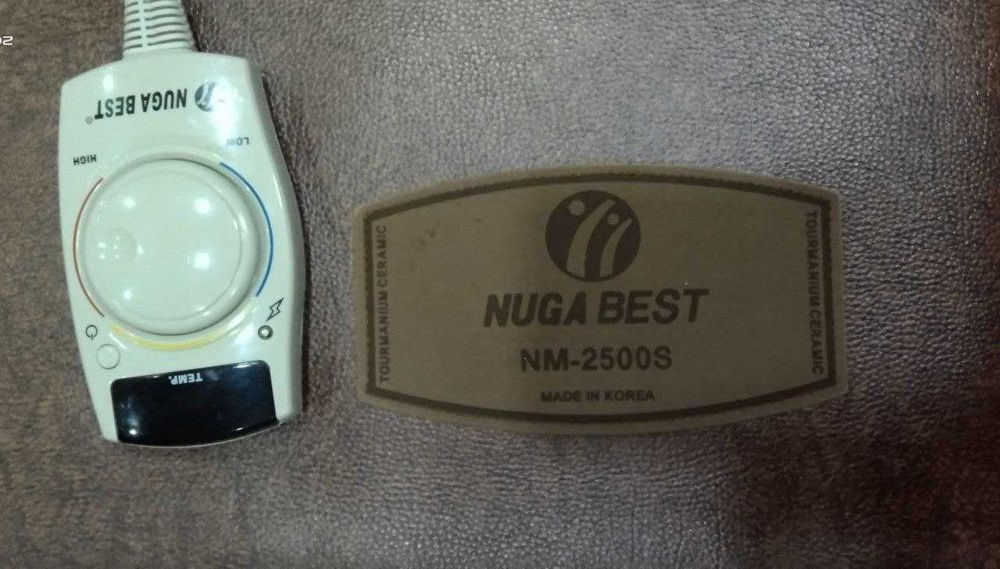 NUGA BEST®
LOW
HIGH
TEMP.
NUGA BEST
NM-2500S
MADE IN KOREA
TOURMANIUM CERAMIC
TOURMANIUM CERAMIC